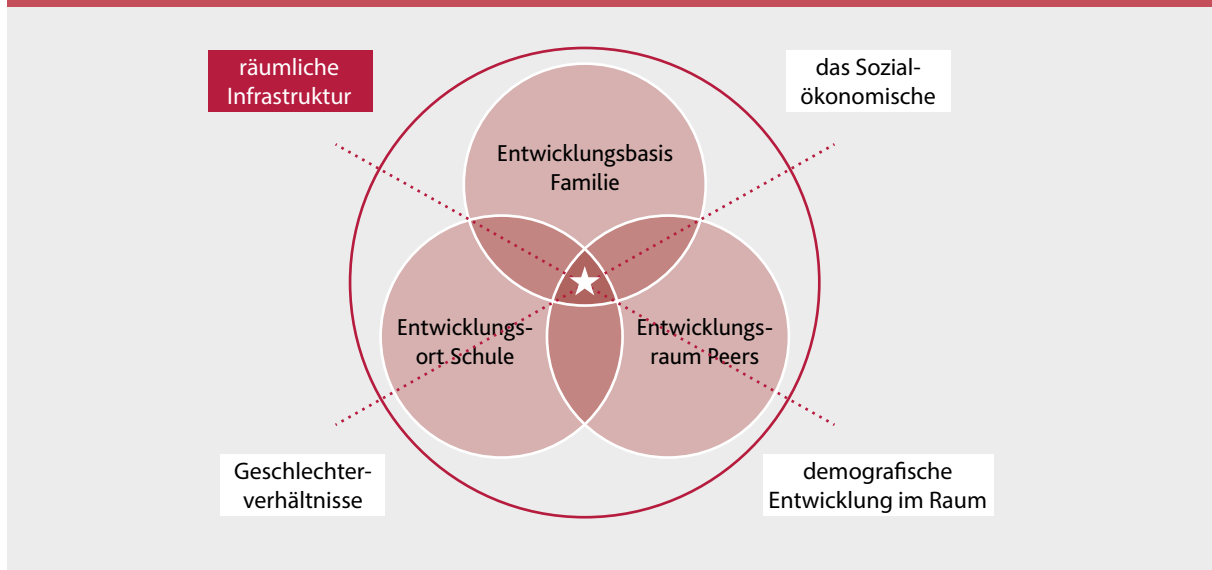 räumliche
Infrastruktur
das Sozial-
ökonomische
Entwicklungsbasis
Familie
Entwicklungs-
ort Schule
Entwicklungs-
raum Peers
Geschlechter-
verhältnisse
demografische
Entwicklung im Raum